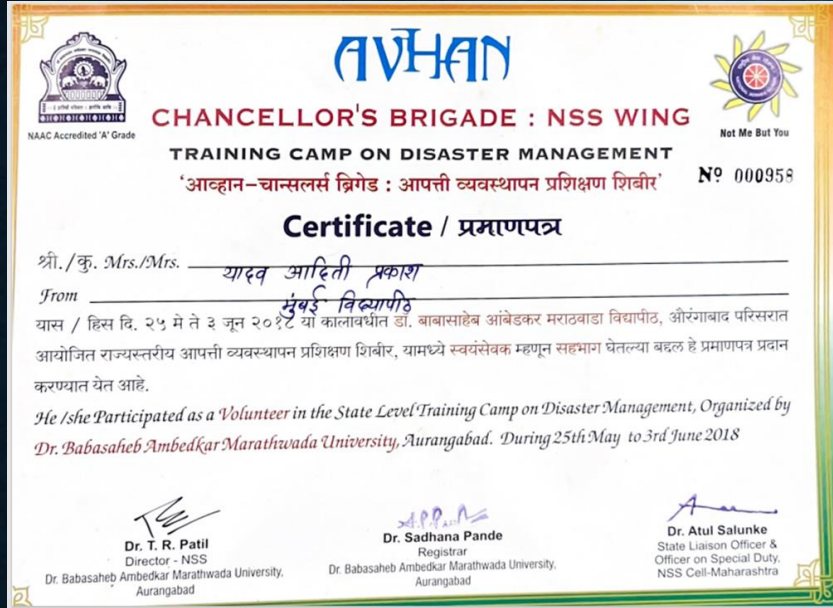 AVHAN
NAAC Accredited 'A' Grade
CHANCELLOR'S BRIGADE : NSS WING
Not Me But You
TRAINING CAMP ON DISASTER MANAGEMENT
'आव्हान-चान्सलर्स ब्रिगेड : आपत्ती व्यवस्थापन प्रशिक्षण शिबीर'
Nº 000958
Certificate / प्रमाणपत्र
श्री./कु. Mrs./Mrs. यादव आदिती प्रकाश
From मुंबई विद्यापीठ
यास / हिस दि. २५ मे ते ३ जून २०१८ या कालावधीत डॉ. बाबासाहेब आंबेडकर मराठवाडा विद्यापीठ, औरंगाबाद परिसरात
आयोजित राज्यस्तरीय आपत्ती व्यवस्थापन प्रशिक्षण शिबीर, यामध्ये स्वयंसेवक म्हणून सहभाग घेतल्या बद्दल हे प्रमाणपत्र प्रदान
करण्यात येत आहे.
He /she Participated as a Volunteer in the State Level Training Camp on Disaster Management, Organized by
Dr. Babasaheb Ambedkar Marathwada University, Aurangabad. During 25th May to 3rd June 2018
Dr. T. R. Patil
Director - NSS
Dr. Babasaheb Ambedkar Marathwada University,
Aurangabad
Dr. Sadhana Pande
Registrar
Dr. Babasaheb Ambedkar Marathwada University,
Aurangabad
Dr. Atul Salunke
State Liaison Officer &
Officer on Special Duty,
NSS Cell-Maharashtra